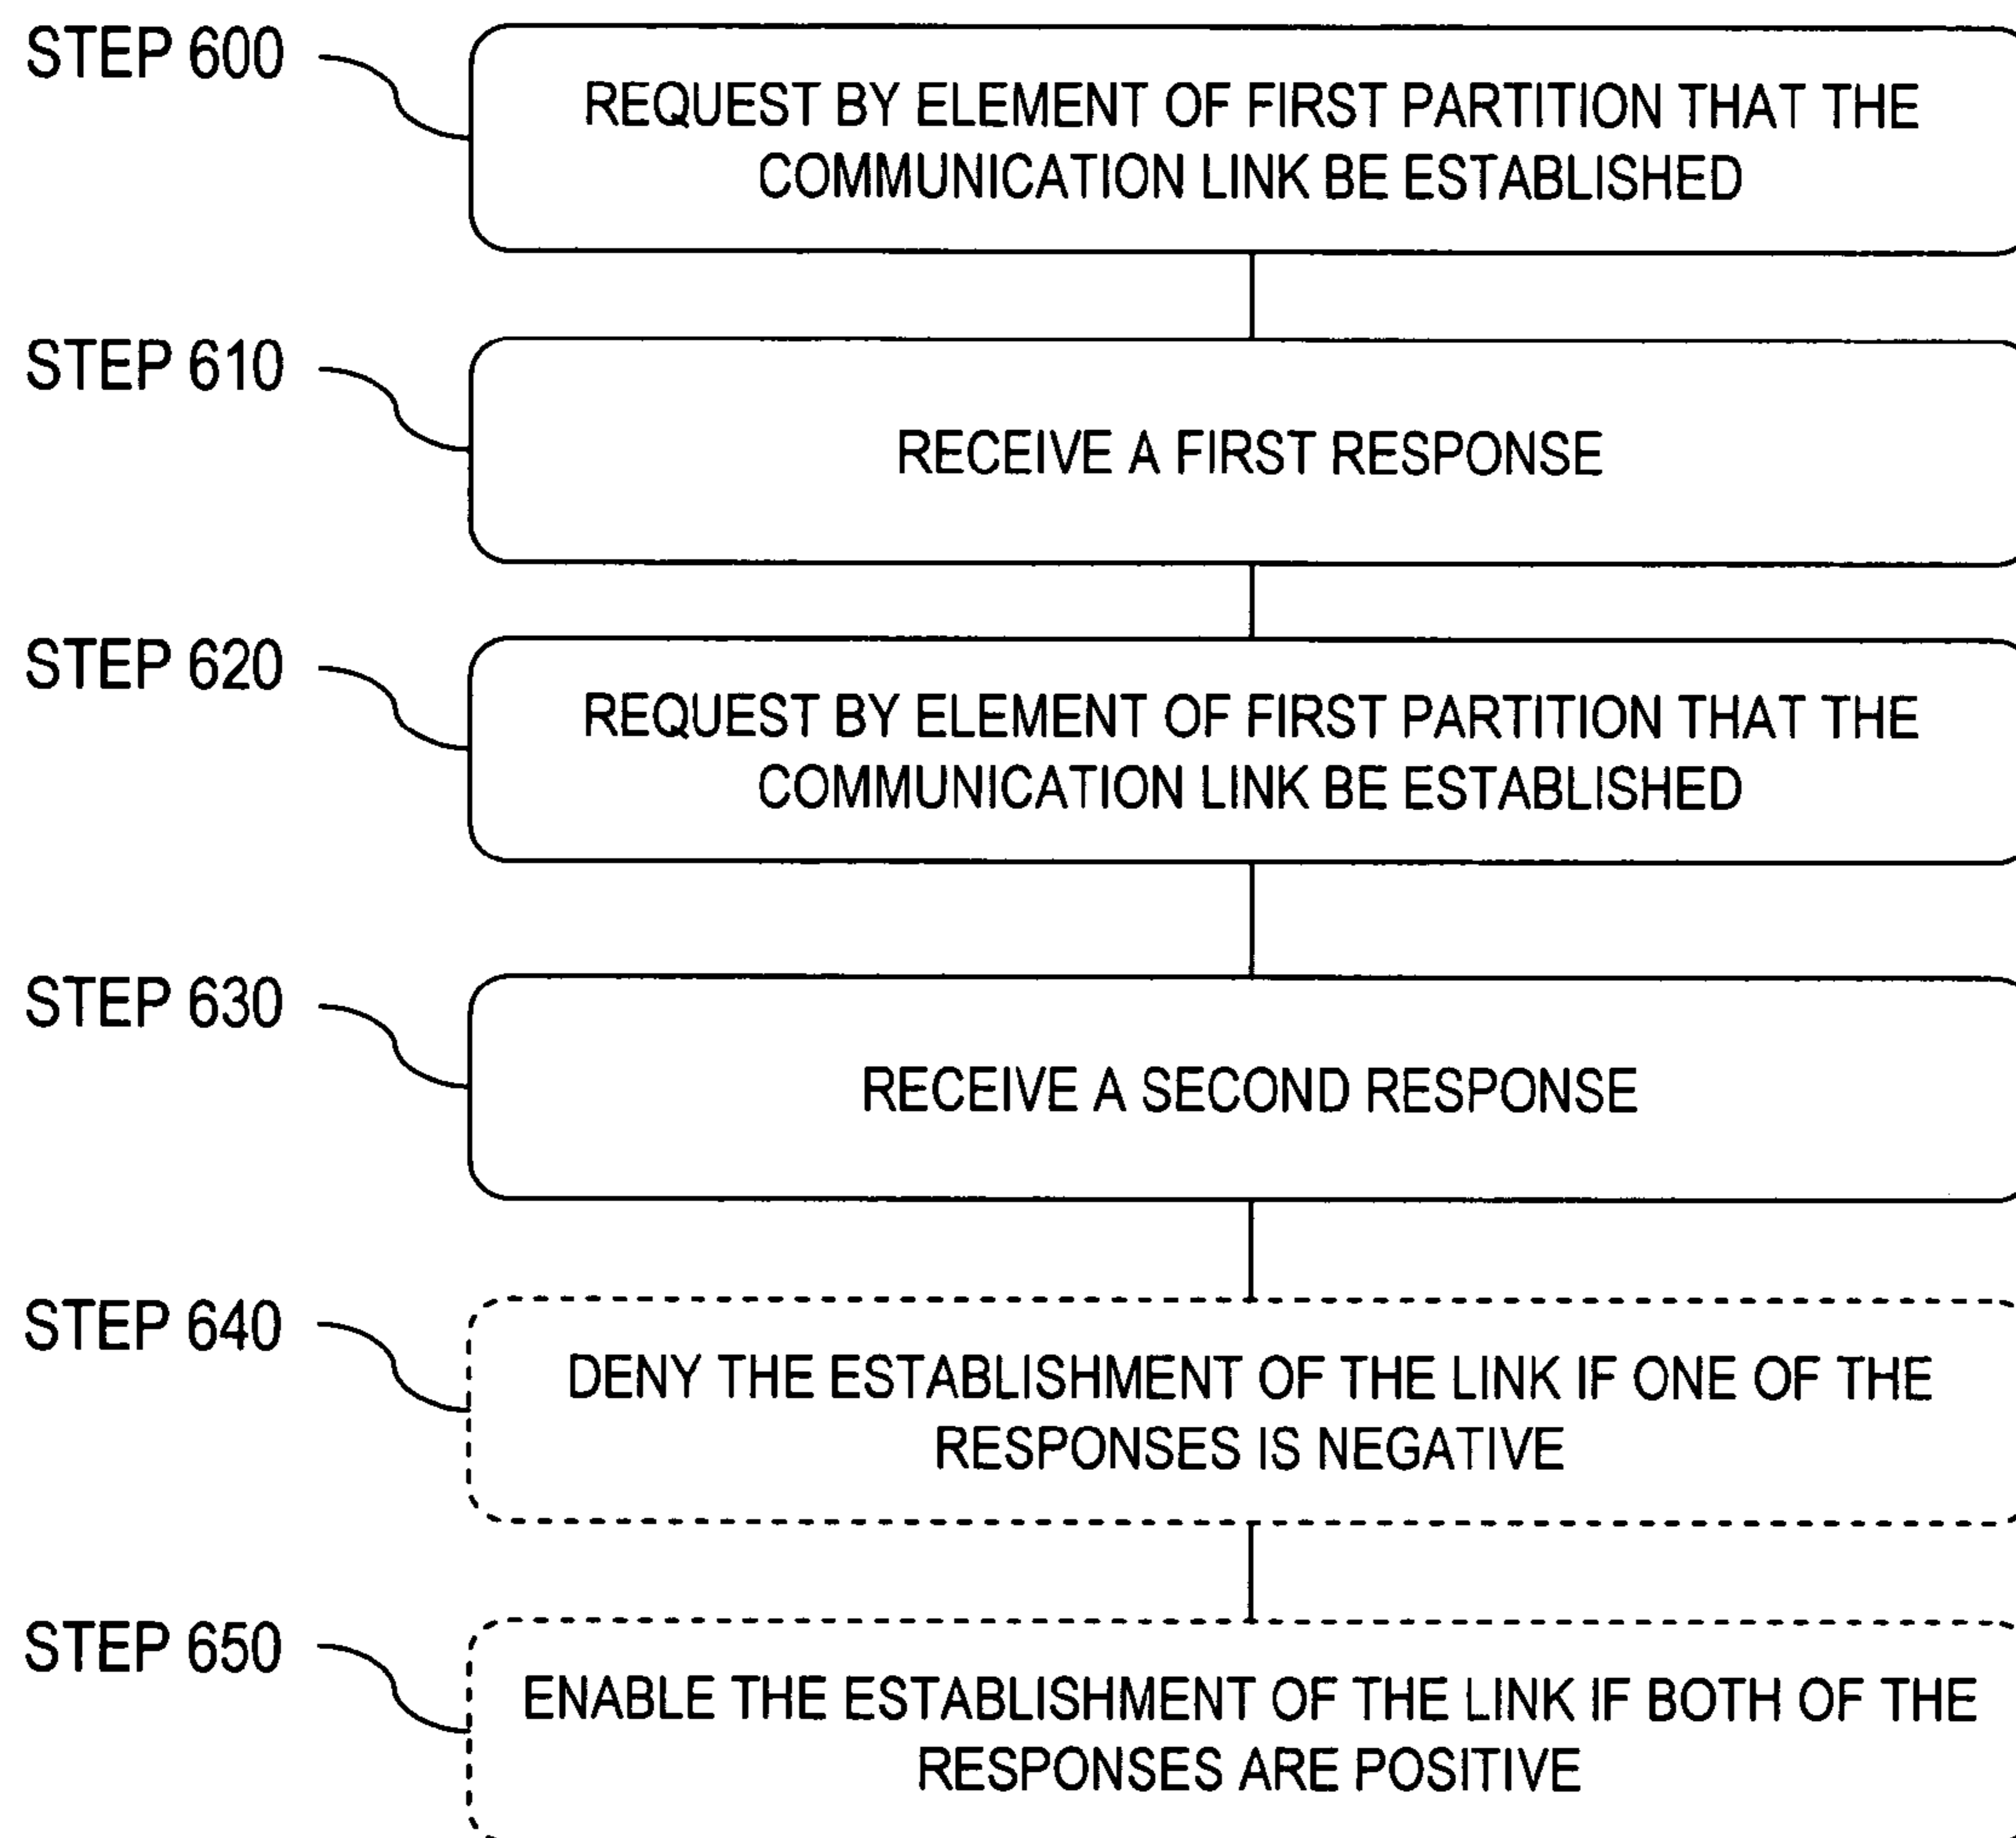 STEP 600
REQUEST BY ELEMENT OF FIRST PARTITION THAT THE
COMMUNICATION LINK BE ESTABLISHED
STEP 610
RECEIVE A FIRST RESPONSE
STEP 620
REQUEST BY ELEMENT OF FIRST PARTITION THAT THE
COMMUNICATION LINK BE ESTABLISHED
STEP 630
RECEIVE A SECOND RESPONSE
STEP 640
DENY THE ESTABLISHMENT OF THE LINK IF ONE OF THE
RESPONSES IS NEGATIVE
STEP 650
ENABLE THE ESTABLISHMENT OF THE LINK IF BOTH OF THE
RESPONSES ARE POSITIVE